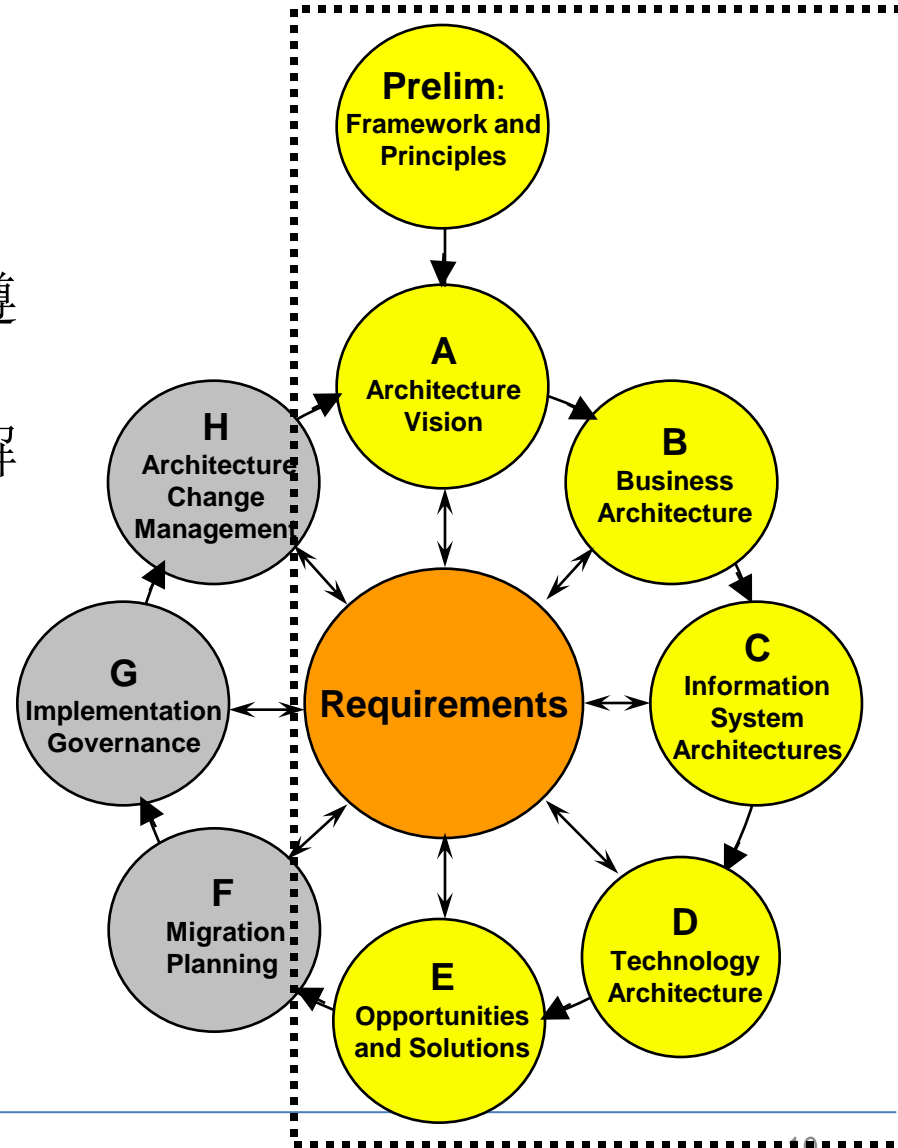 Prelim:
Framework and
Principles
A
Architecture
Vision
H
Architecture
Change
Management
B
Business
Architecture
C
Information
System
Architectures
G
Implementation
Governance
Requirements
F
Migration
Planning
D
Technology
Architecture
E
Opportunities
and Solutions